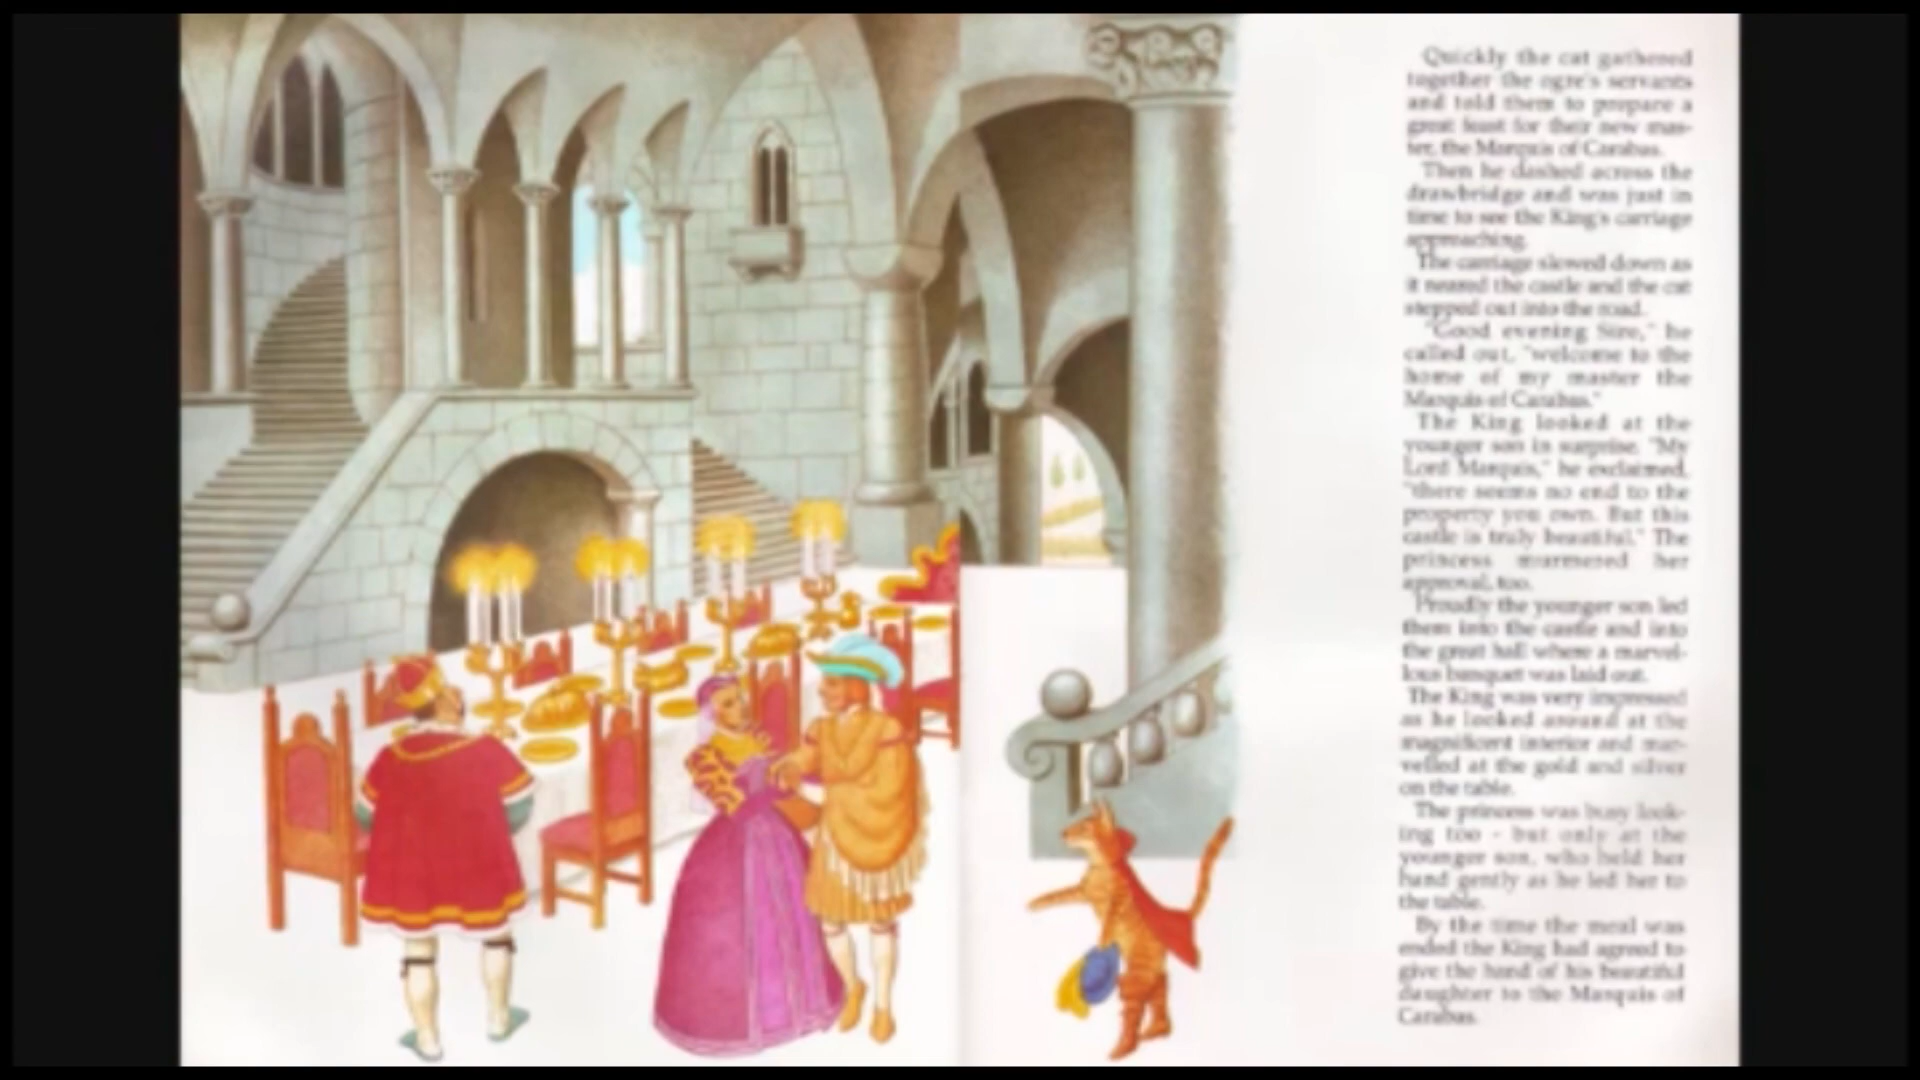 Quickly the cat gathered
together the ogre's servants
and told them to prepare a
great feast for their new mas-
ter, the Marquis of Carabas.
Then he dashed across the
drawbridge and was just in
time to see the King's carriage
approaching.
The carriage slowed down as
it neared the castle and the cat
stepped out into the road.
"Good evening Sire," he
called out, "welcome to the
home of my master the
Marquis of Carabas."
The King looked at the
younger son in surprise. "My
Lord Marquis," he exclaimed,
"there seems no end to the
property you own. But this
castle is truly beautiful." The
princess murmered her
approval, too.
Proudly the younger son led
them into the castle and into
the great hall where a marvel-
lous banquet was laid out.
The King was very impressed
as he looked around at the
magnificent interior and mar-
velled at the gold and silver
on the table.
The princess was busy look-
ing too - but only at the
younger son, who held her
hand gently as he led her to
the table.
By the time the meal was
ended the King had agreed to
give the hand of his beautiful
daughter to the Marquis of
Carabas.